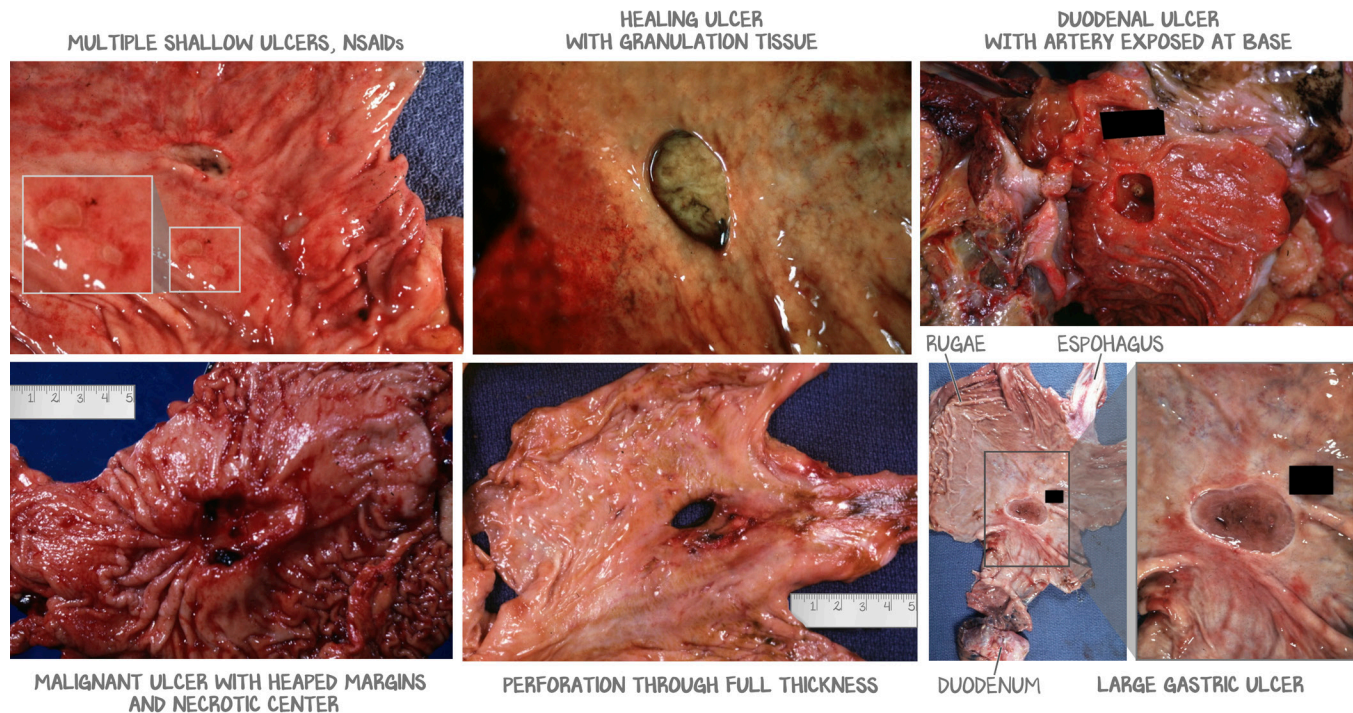 MULTIPLE SHALLOW ULCERS, NSAIDs
HEALING ULCER
WITH GRANULATION TISSUE
DUODENAL ULCER
WITH ARTERY EXPOSED AT BASE
RUGAE
ESPOHAGUS
1 2 3 4 5
1 2 3 4 5
DUODENUM
MALIGNANT ULCER WITH HEAPED MARGINS
AND NECROTIC CENTER
PERFORATION THROUGH FULL THICKNESS
LARGE GASTRIC ULCER